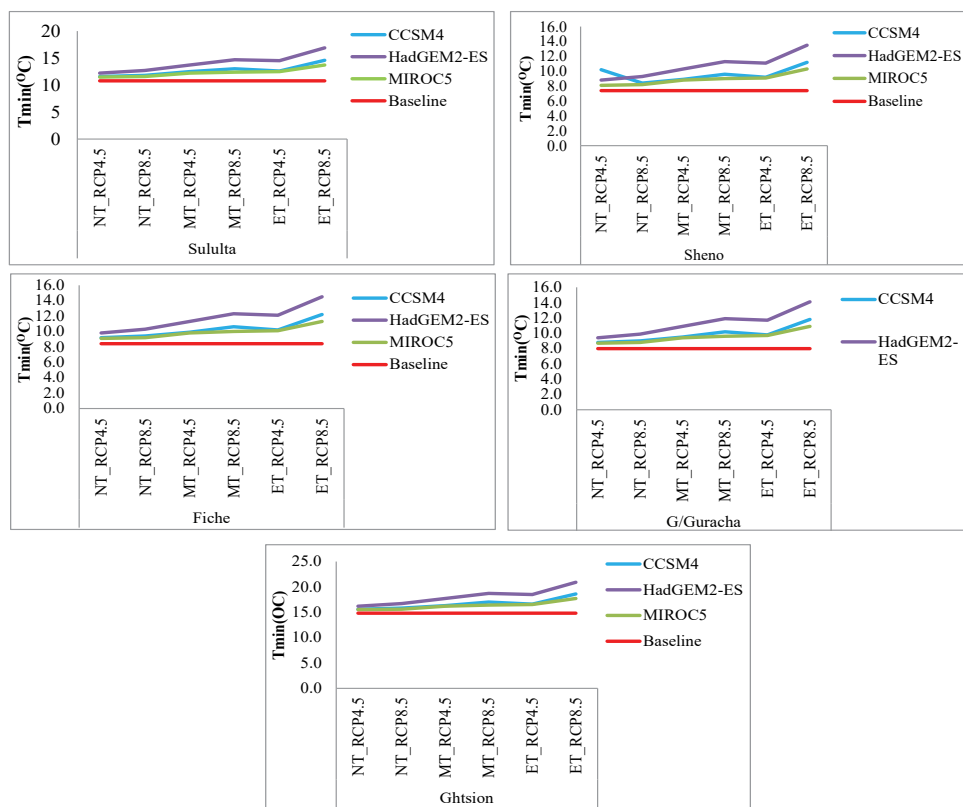 Tmin(⁰C)
20
15
10
5
0
NT_RCP4.5
NT_RCP8.5
MT_RCP4.5
MT_RCP8.5
ET_RCP4.5
ET_RCP8.5
Sululta
CCSM4
HadGEM2-ES
MIROC5
Baseline
Tmin(⁰C)
16.0
14.0
12.0
10.0
8.0
6.0
4.0
2.0
0.0
NT_RCP4.5
NT_RCP8.5
MT_RCP4.5
MT_RCP8.5
ET_RCP4.5
ET_RCP8.5
Sheno
CCSM4
HadGEM2-ES
MIROC5
Baseline
Tmin(⁰C)
16.0
14.0
12.0
10.0
8.0
6.0
4.0
2.0
0.0
NT_RCP4.5
NT_RCP8.5
MT_RCP4.5
MT_RCP8.5
ET_RCP4.5
ET_RCP8.5
Fiche
CCSM4
HadGEM2-ES
MIROC5
Baseline
Tmin(⁰C)
16.0
14.0
12.0
10.0
8.0
6.0
4.0
2.0
0.0
NT_RCP4.5
NT_RCP8.5
MT_RCP4.5
MT_RCP8.5
ET_RCP4.5
ET_RCP8.5
G/Guracha
CCSM4
HadGEM2-
ES
Tmin(OC)
25.0
20.0
15.0
10.0
5.0
0.0
NT_RCP4.5
NT_RCP8.5
MT_RCP4.5
MT_RCP8.5
ET_RCP4.5
ET_RCP8.5
Ghtsion
CCSM4
HadGEM2-ES
MIROC5
Baseline